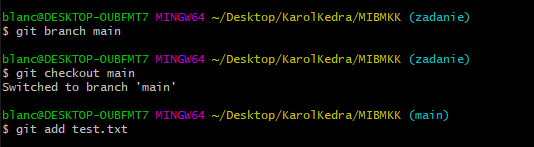 blanc@DESKTOP-OUBFMT7 MINGW64 ~/Desktop/KarolKedra/MIBMKK (zadanie)
$ git branch main
blanc@DESKTOP-OUBFMT7 MINGW64 ~/Desktop/KarolKedra/MIBMKK (zadanie)
$ git checkout main
Switched to branch 'main'
blanc@DESKTOP-OUBFMT7 MINGW64 ~/Desktop/KarolKedra/MIBMKK (main)
$ git add test.txt